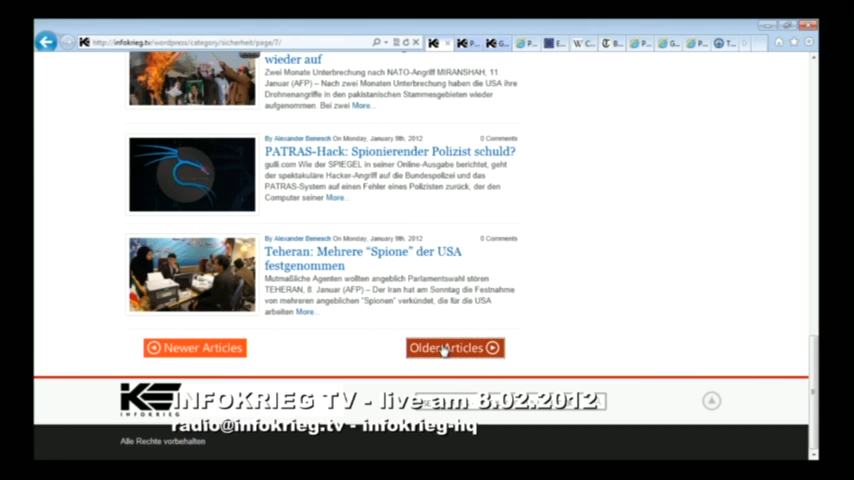 http://infokrieg.tv/wordpress/category/sicherheit/page/7/
wieder auf
Zwei Monate Unterbrechung nach NATO-Angriff MIRANSHAH, 11.
Januar (AFP) – Nach zwei Monaten Unterbrechung haben die USA ihre
Drohnenangriffe in den pakistanischen Stammesgebieten wieder
aufgenommen. Bei zwei More...
By Alexander Benesch On Monday, January 9th, 2012 0 Comments
PATRAS-Hack: Spionierender Polizist schuld?
gulli.com Wie der SPIEGEL in seiner Online-Ausgabe berichtet, geht
der spektakuläre Hacker-Angriff auf die Bundespolizei und das
PATRAS-System auf einen Fehler eines Polizisten zurück, der den
Computer seiner More...
By Alexander Benesch On Monday, January 9th, 2012 0 Comments
Teheran: Mehrere "Spione" der USA
festgenommen
Mutmaßliche Agenten wollten angeblich Parlamentswahl stören
TEHERAN, 8. Januar (AFP) – Der Iran hat am Sonntag die Festnahme
von mehreren angeblichen "Spionen" verkündet, die für die USA
arbeiten More...
Newer Articles Older Articles
INFOKRIEG
INFOKRIEG TV - live am 8.02.2012
radio@infokrieg.tv - infokrieg-hq
Alle Rechte vorbehalten